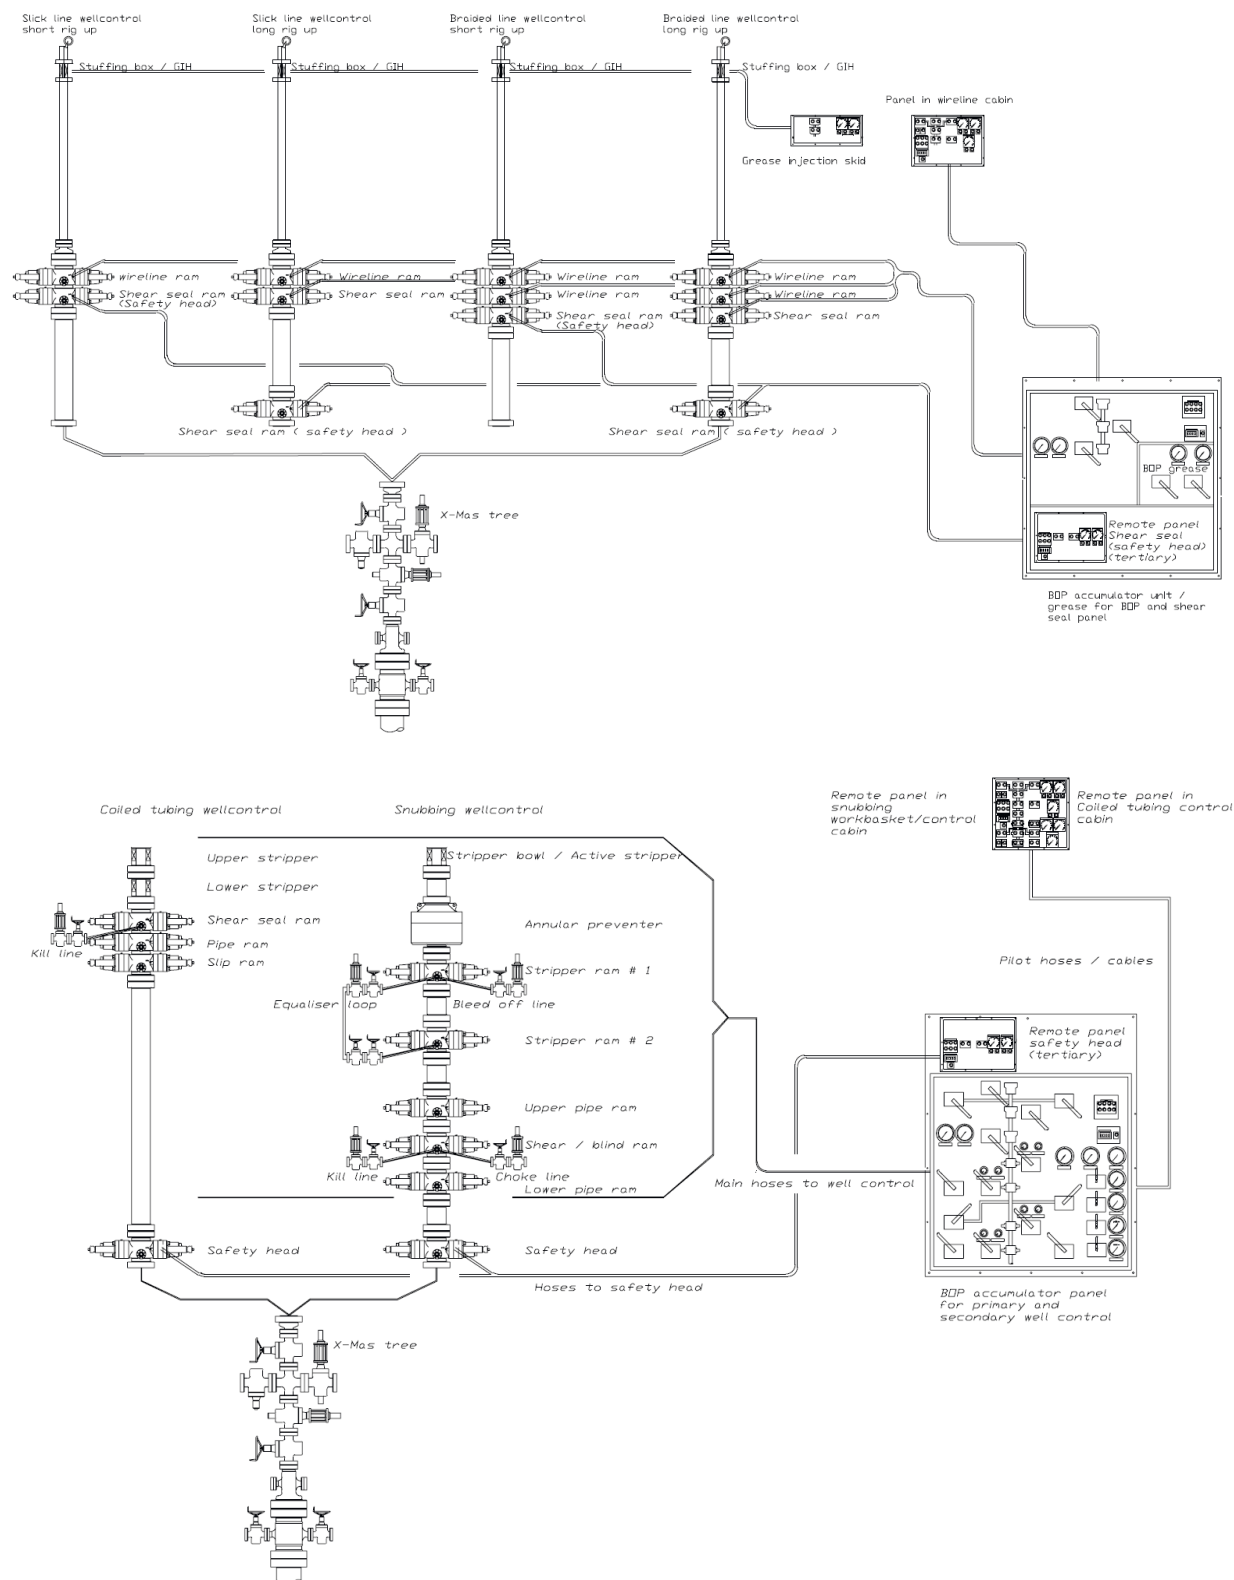 Slick line wellcontrol
short rig up
Slick line wellcontrol
long rig up
Braided line wellcontrol
short rig up
Braided line wellcontrol
long rig up
Stuffing box / GIH
Stuffing box / GIH
Stuffing box / GIH
Stuffing box / GIH
Panel in wireline cabin
Grease injection skid
wireline ram
Shear seal ram
(Safety head)
Wireline ram
Shear seal ram
Wireline ram
Wireline ram
Shear seal ram
(Safety head)
Wireline ram
Wireline ram
Shear seal ram
Shear seal ram ( safety head )
Shear seal ram ( safety head )
X-Mas tree
BOP grease
Remote panel
Shear seal
(safety head)
(tertiary)
BOP accumulator unit /
grease for BOP and shear
seal panel
Coiled tubing wellcontrol
Snubbing wellcontrol
Remote panel in
snubbing
workbasket/control
cabin
Remote panel in
Coiled tubing control
cabin
Upper stripper
Lower stripper
Shear seal ram
Pipe ram
Slip ram
Kill line
Stripper bowl / Active stripper
Annular preventer
Stripper ram # 1
Equaliser loop
Bleed off line
Stripper ram # 2
Upper pipe ram
Shear / blind ram
Kill line
Choke line
Lower pipe ram
Pilot hoses / cables
Remote panel
safety head
(tertiary)
Main hoses to well control
Safety head
Safety head
Hoses to safety head
BOP accumulator panel
for primary and
secondary well control
X-Mas tree